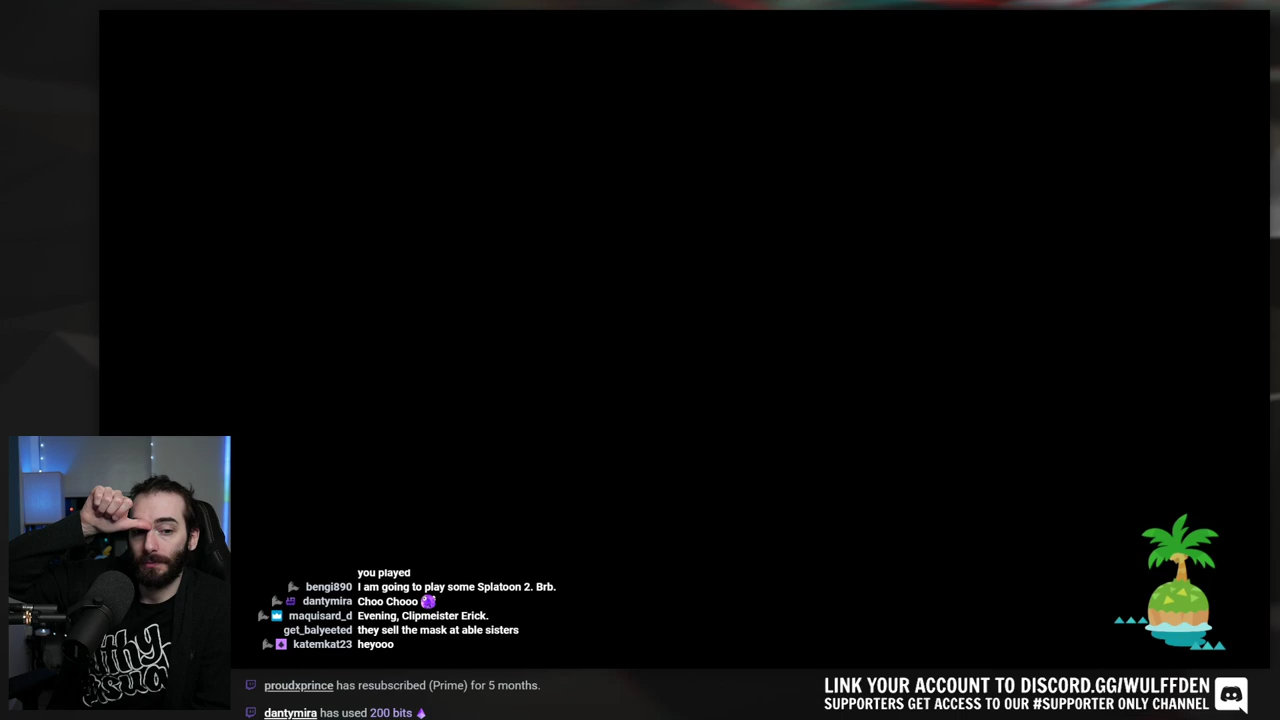 you played
bengi890 I am going to play some Splatoon 2. Brb.
dantymira Choo Chooo
maquisard_d Evening, Clipmeister Erick.
get_balyeeted they sell the mask at able sisters
katemkat23 heyooo
proudxprince has resubscribed (Prime) for 5 months.
dantymira has used 200 bits
LINK YOUR ACCOUNT TO DISCORD.GG/WULFFDEN
SUPPORTERS GET ACCESS TO OUR #SUPPORTER ONLY CHANNEL